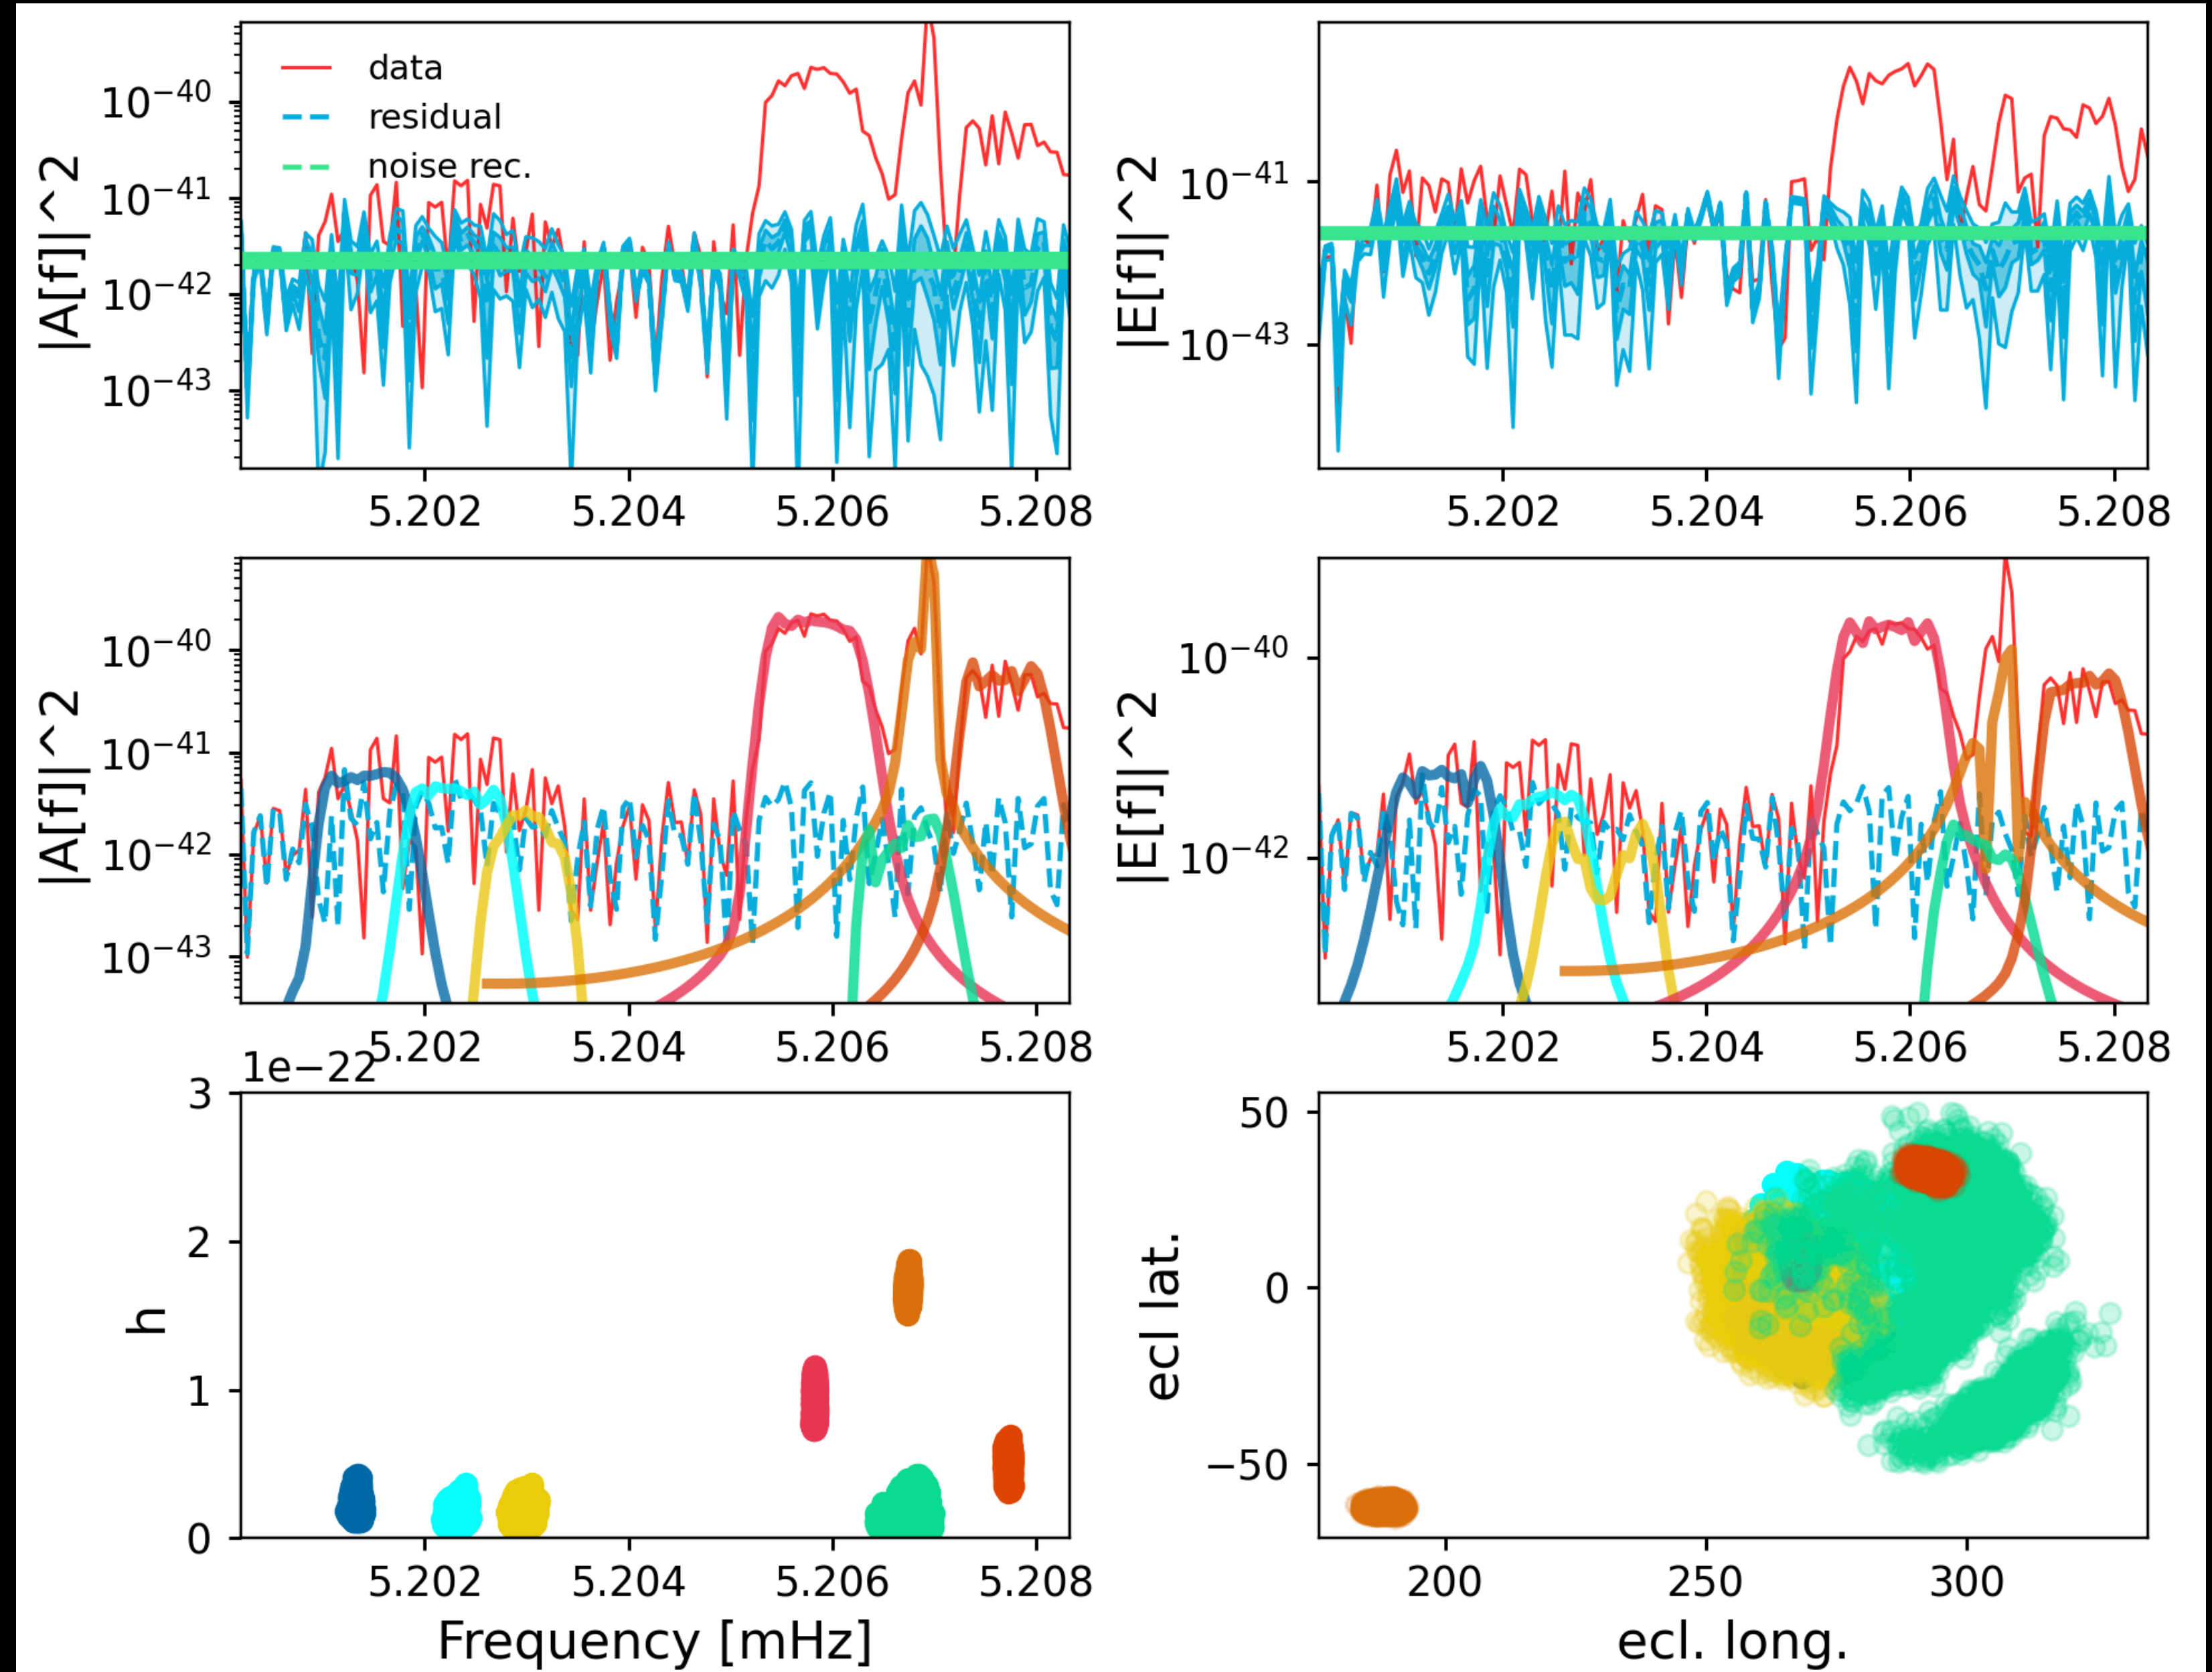 data
residual
noise rec.
10−40
10−41
10−42
10−43
|A[f]|^2
5.202 5.204 5.206 5.208
10−41
10−43
|E[f]|^2
5.202 5.204 5.206 5.208
10−40
10−41
10−42
10−43
|A[f]|^2
5.202 5.204 5.206 5.208
10−40
10−42
|E[f]|^2
5.202 5.204 5.206 5.208
1e−22
3
2
1
0
h
5.202 5.204 5.206 5.208
Frequency [mHz]
50
0
−50
ecl lat.
200 250 300
ecl. long.